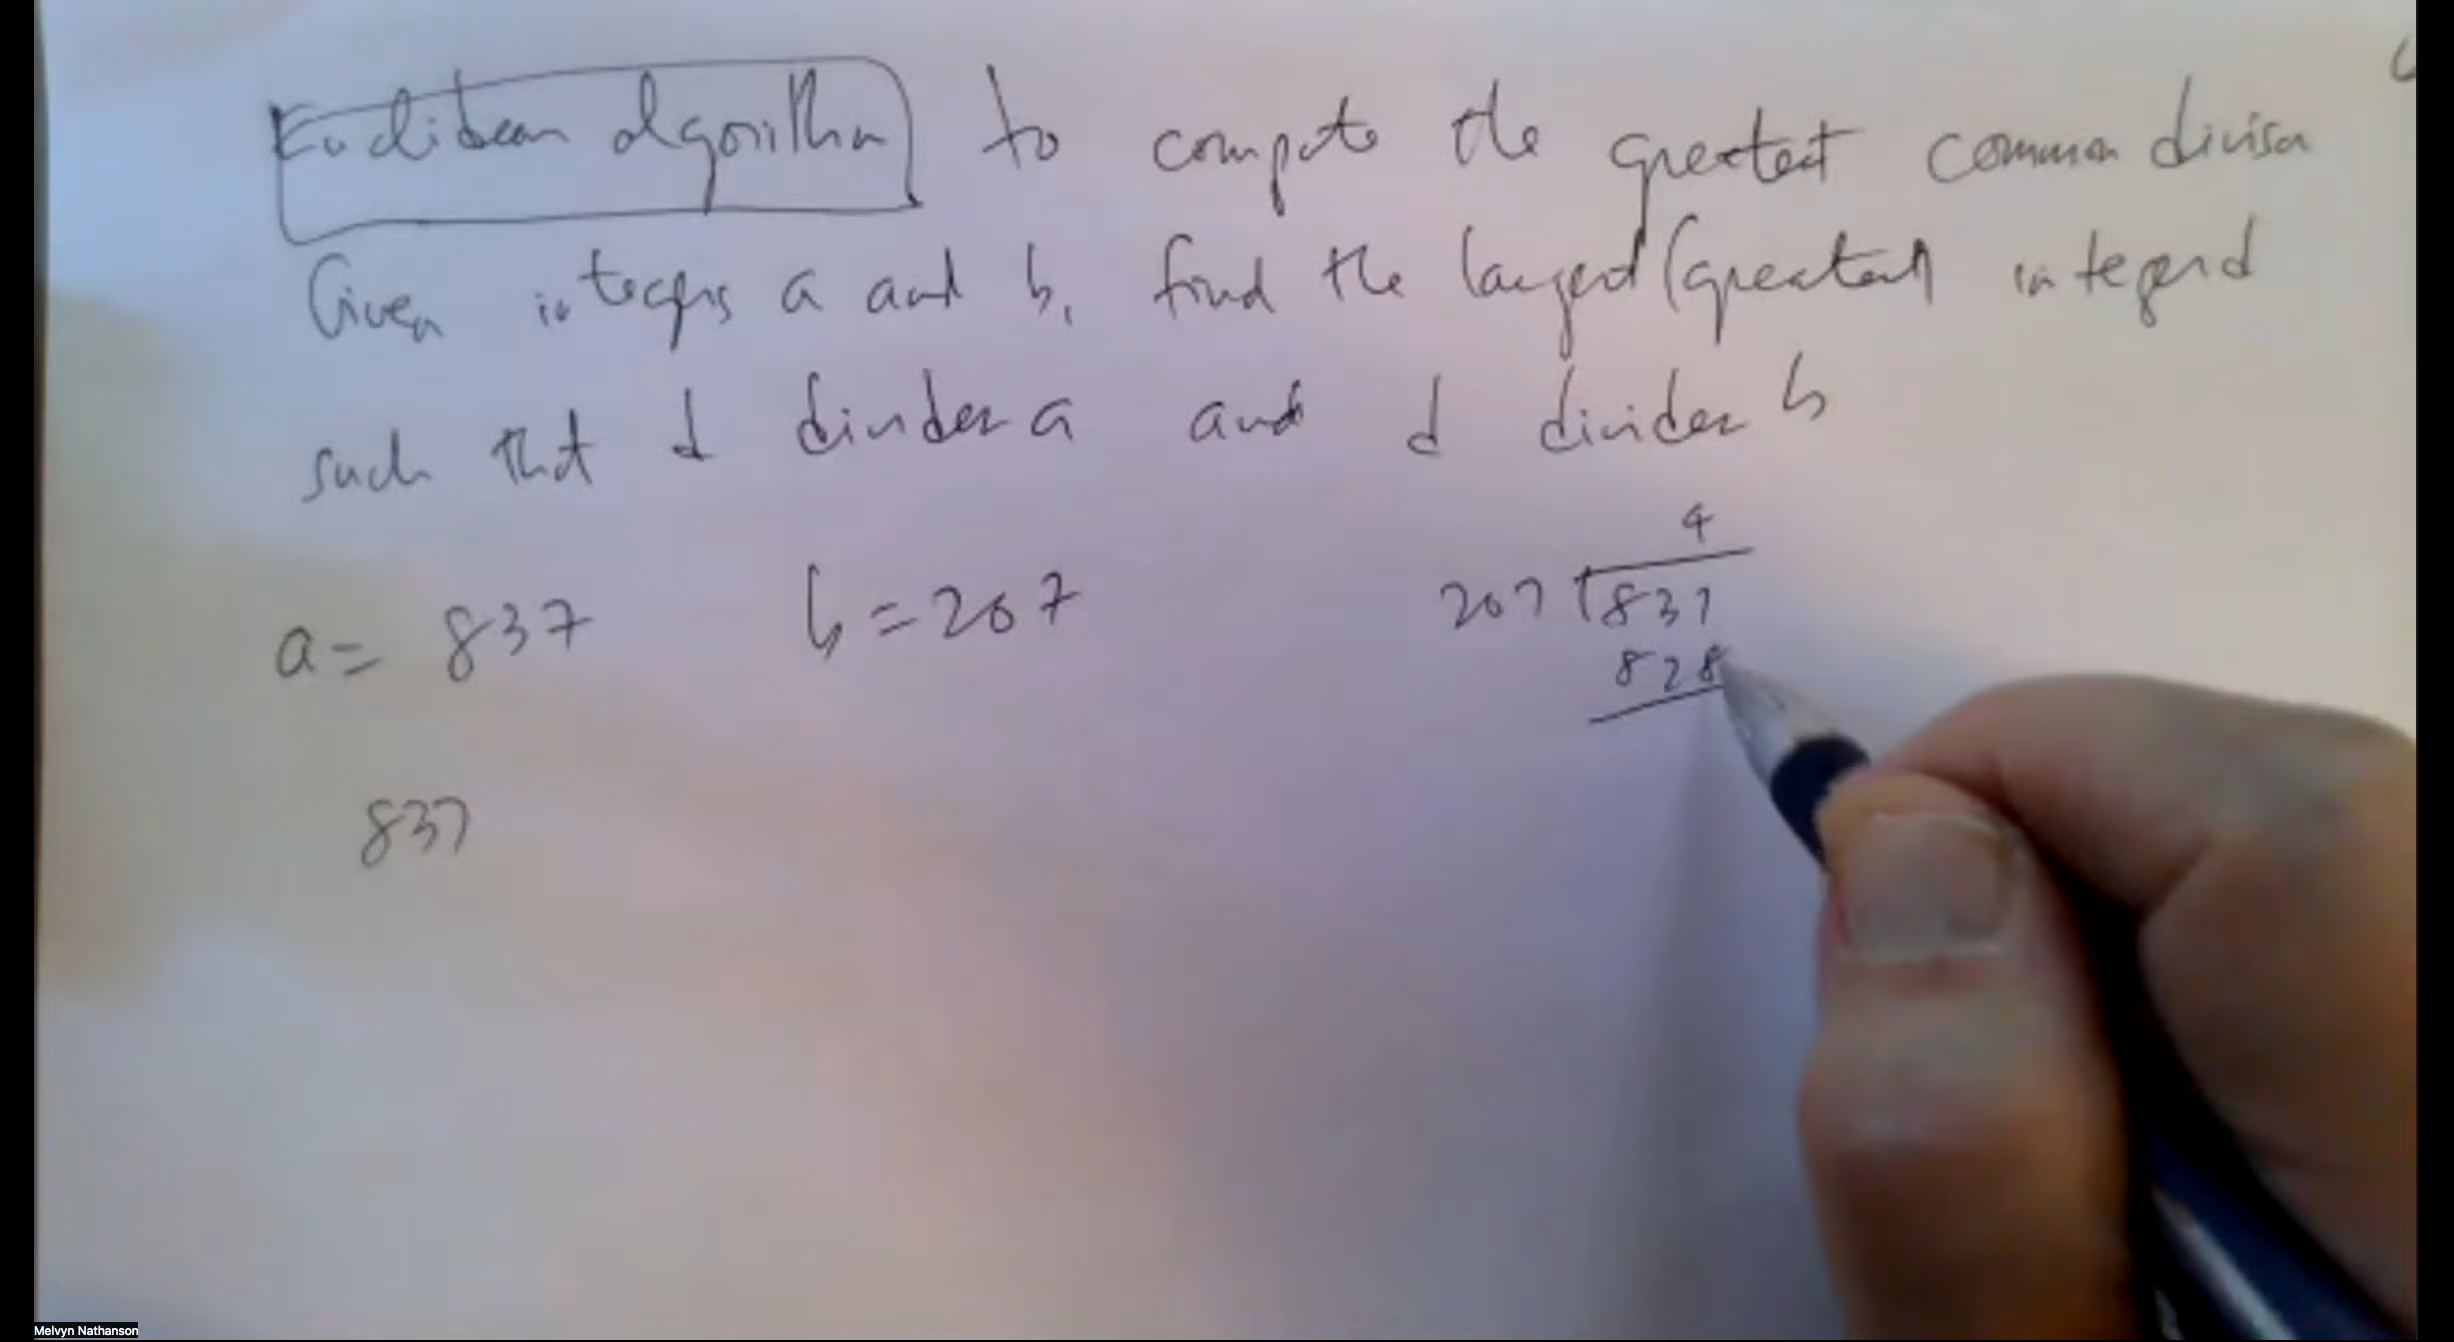 Euclidean algorithm to compute the greatest common divisor
Given integers a and b, find the largest (greatest) integer d
such that d divides a and d divides b
4
a = 837 b = 207 207 837
828
837
Melvyn Nathanson